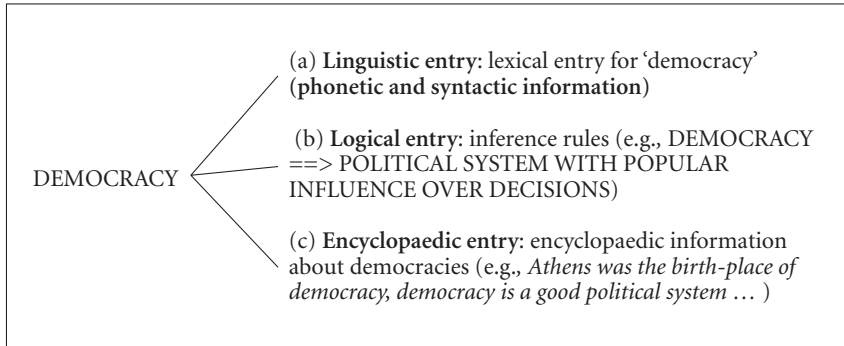 (a) Linguistic entry: lexical entry for ‘democracy’
(phonetic and syntactic information)
(b) Logical entry: inference rules (e.g., DEMOCRACY
==> POLITICAL SYSTEM WITH POPULAR
INFLUENCE OVER DECISIONS)
DEMOCRACY
(c) Encyclopaedic entry: encyclopaedic information
about democracies (e.g., Athens was the birth-place of
democracy, democracy is a good political system … )